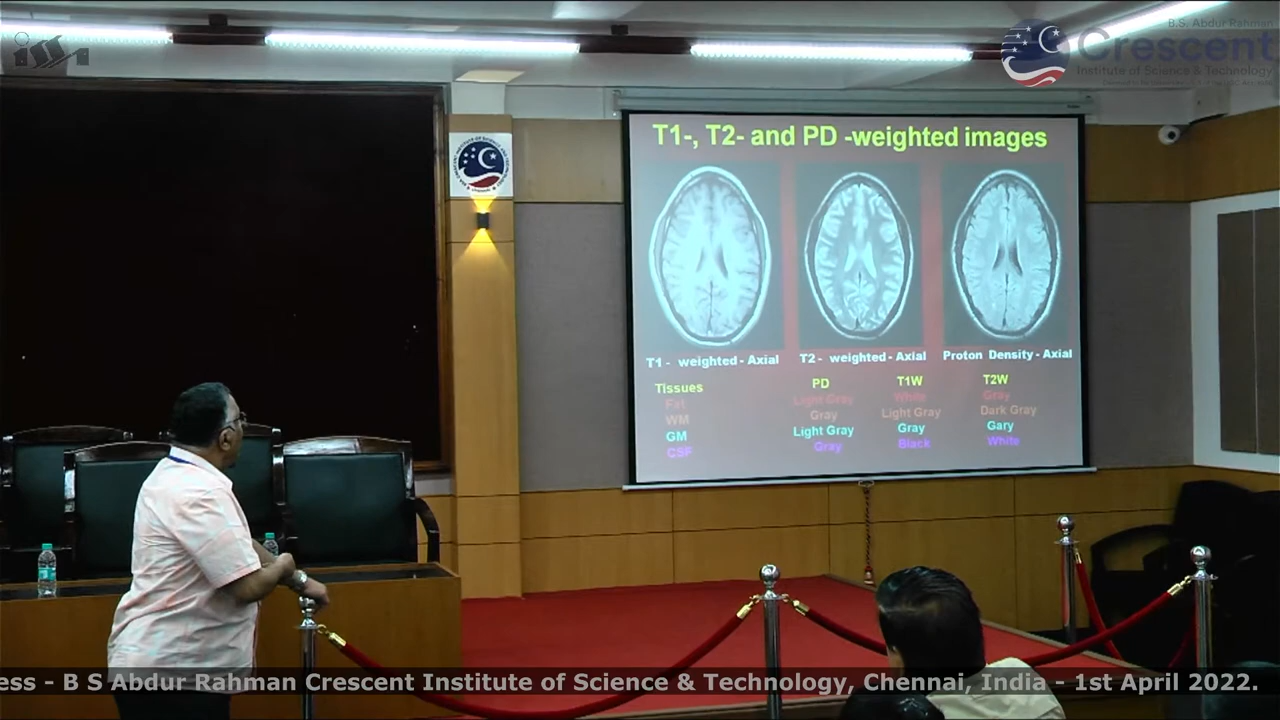 issa
B.S. Abdur Rahman
Crescent
Institute of Science & Technology
T1-, T2- and PD -weighted images
T1 - weighted - Axial T2 - weighted - Axial Proton Density - Axial
Tissues PD T1W T2W
Fat Light Gray White Gray
WM Gray Light Gray Dark Gray
GM Light Gray Gray Gary
CSF Gray Black White
ess - B S Abdur Rahman Crescent Institute of Science & Technology, Chennai, India - 1st April 2022.